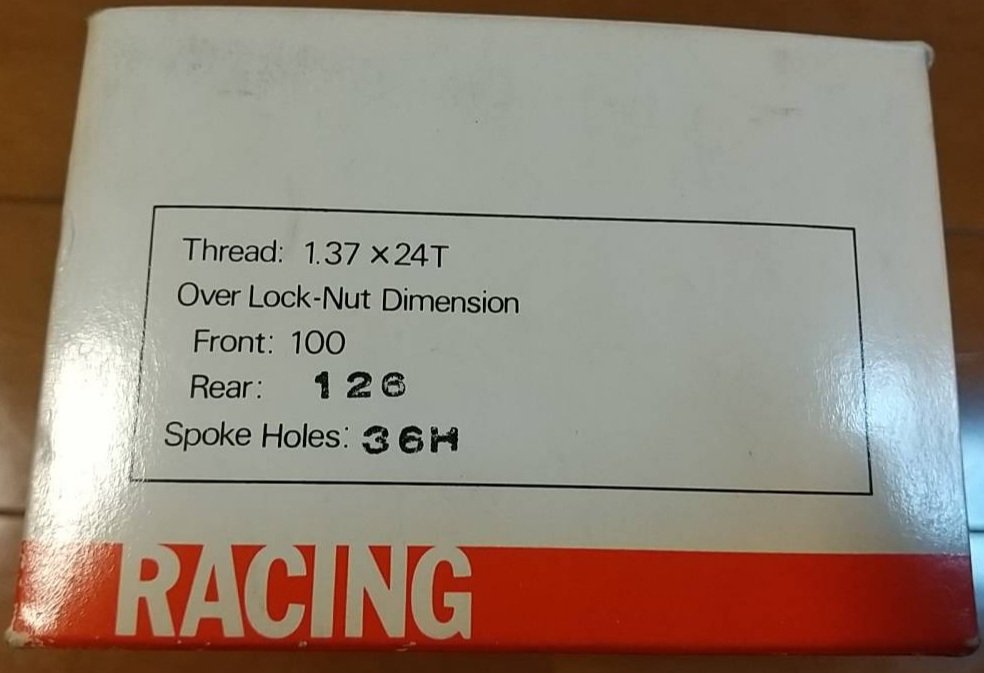 Thread: 1.37 ×24T
Over Lock-Nut Dimension
Front: 100
Rear: 126
Spoke Holes: 36H
RACING